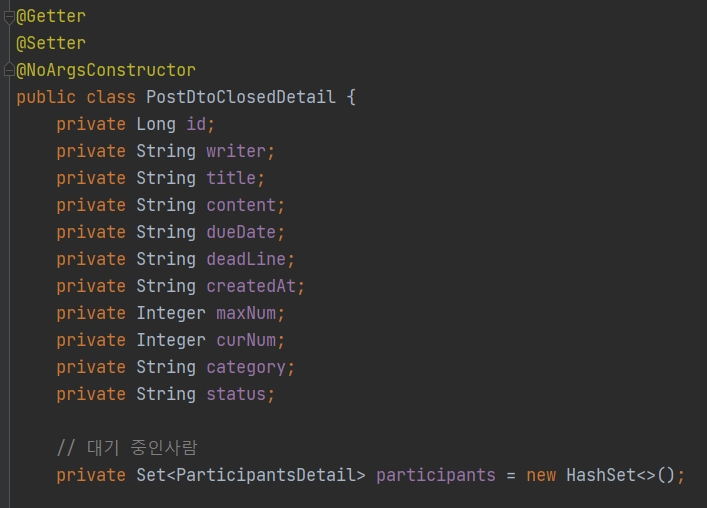 @Getter
@Setter
@NoArgsConstructor
public class PostDtoClosedDetail {
    private Long id;
    private String writer;
    private String title;
    private String content;
    private String dueDate;
    private String deadLine;
    private String createdAt;
    private Integer maxNum;
    private Integer curNum;
    private String category;
    private String status;

    // 대기 중인사람
    private Set<ParticipantsDetail> participants = new HashSet<>();